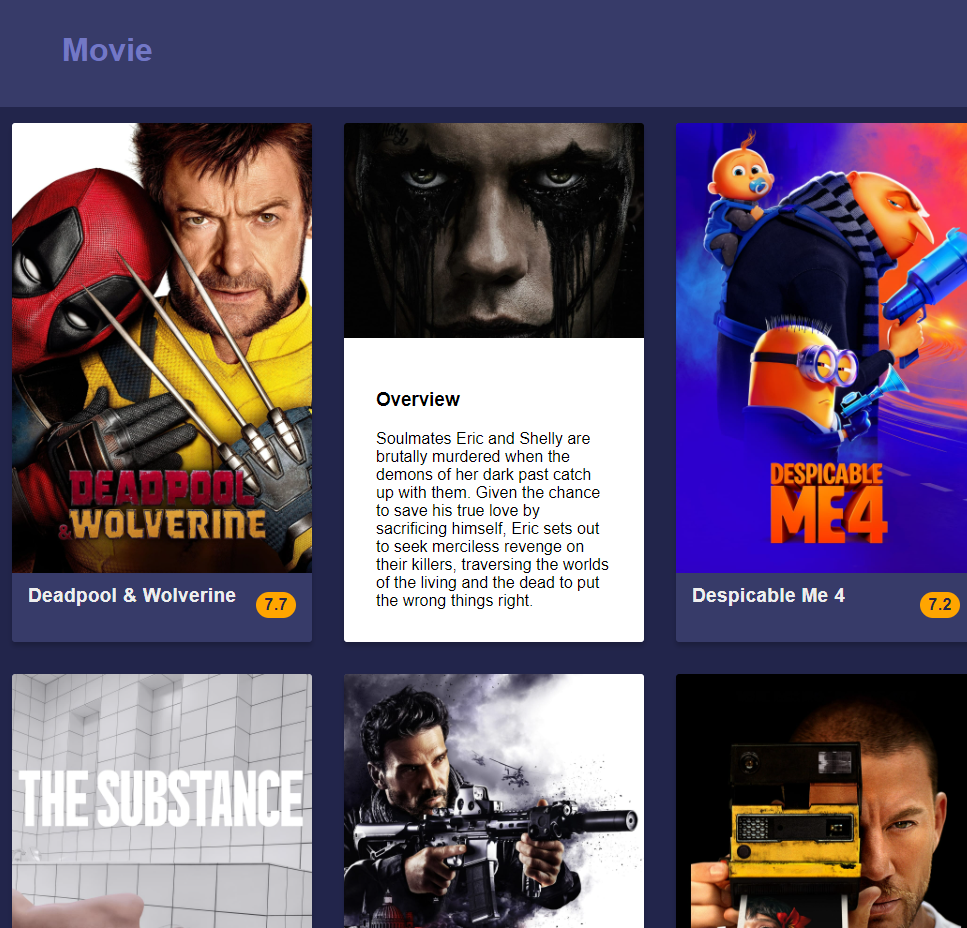 Movie
DEADPOOL
& WOLVERINE
Deadpool & Wolverine
7.7
Overview
Soulmates Eric and Shelly are
brutally murdered when the
demons of her dark past catch
up with them. Given the chance
to save his true love by
sacrificing himself, Eric sets out
to seek merciless revenge on
their killers, traversing the worlds
of the living and the dead to put
the wrong things right.
DESPICABLE
ME4
Despicable Me 4
7.2
THE SUBSTANCE